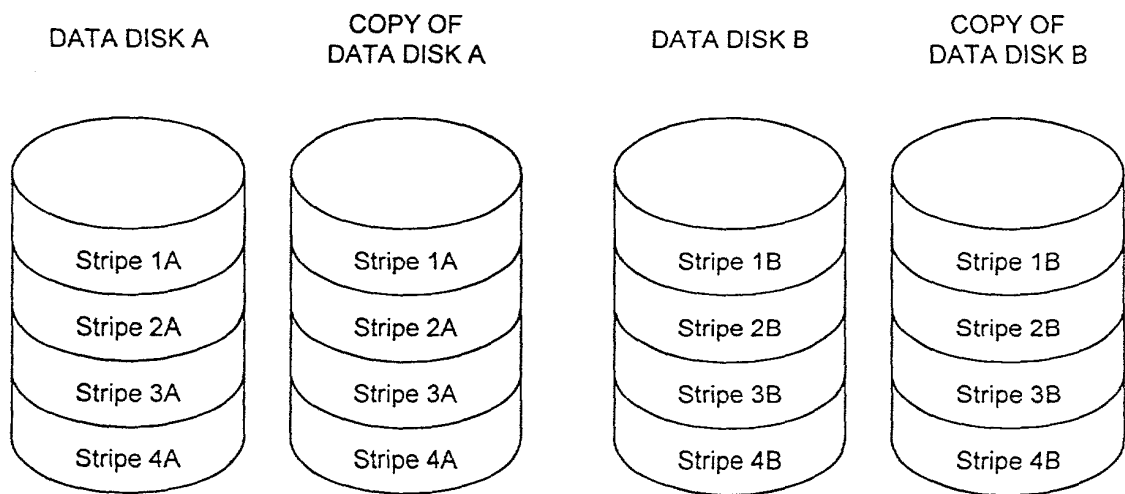 DATA DISK A
COPY OF
DATA DISK A
DATA DISK B
COPY OF
DATA DISK B
Stripe 1A
Stripe 1A
Stripe 1B
Stripe 1B
Stripe 2A
Stripe 2A
Stripe 2B
Stripe 2B
Stripe 3A
Stripe 3A
Stripe 3B
Stripe 3B
Stripe 4A
Stripe 4A
Stripe 4B
Stripe 4B